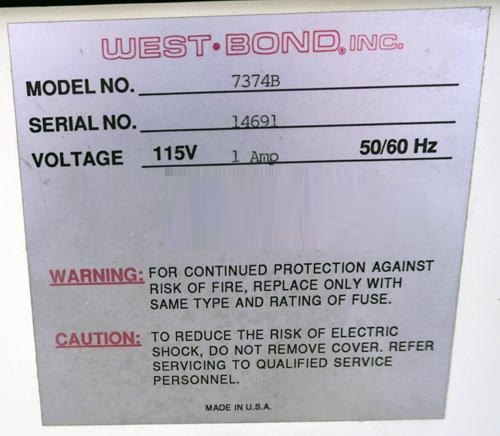 WEST·BOND, INC.
MODEL NO. 7374B
SERIAL NO. 14691
VOLTAGE 115V 1 Amp 50/60 Hz
WARNING: FOR CONTINUED PROTECTION AGAINST
RISK OF FIRE, REPLACE ONLY WITH
SAME TYPE AND RATING OF FUSE.
CAUTION: TO REDUCE THE RISK OF ELECTRIC
SHOCK, DO NOT REMOVE COVER. REFER
SERVICING TO QUALIFIED SERVICE
PERSONNEL.
MADE IN U.S.A.